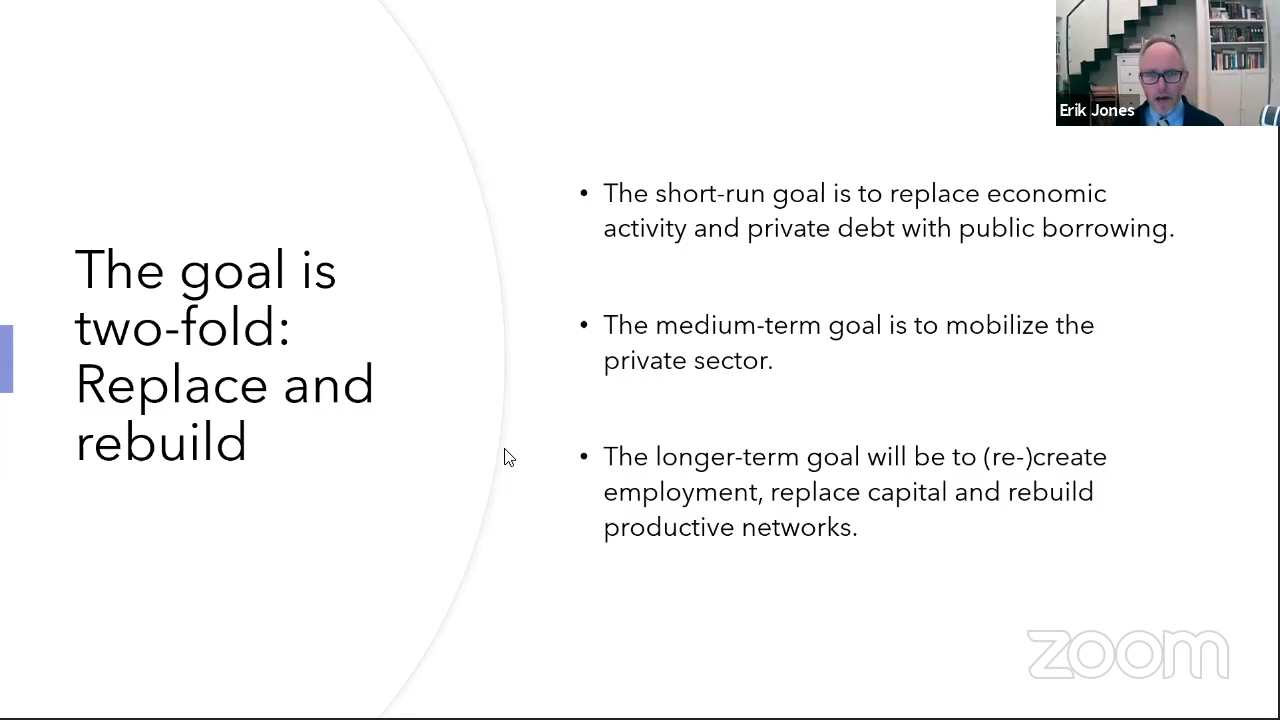 Erik Jones
The goal is
two-fold:
Replace and
rebuild
• The short-run goal is to replace economic
activity and private debt with public borrowing.
• The medium-term goal is to mobilize the
private sector.
• The longer-term goal will be to (re-)create
employment, replace capital and rebuild
productive networks.
zoom